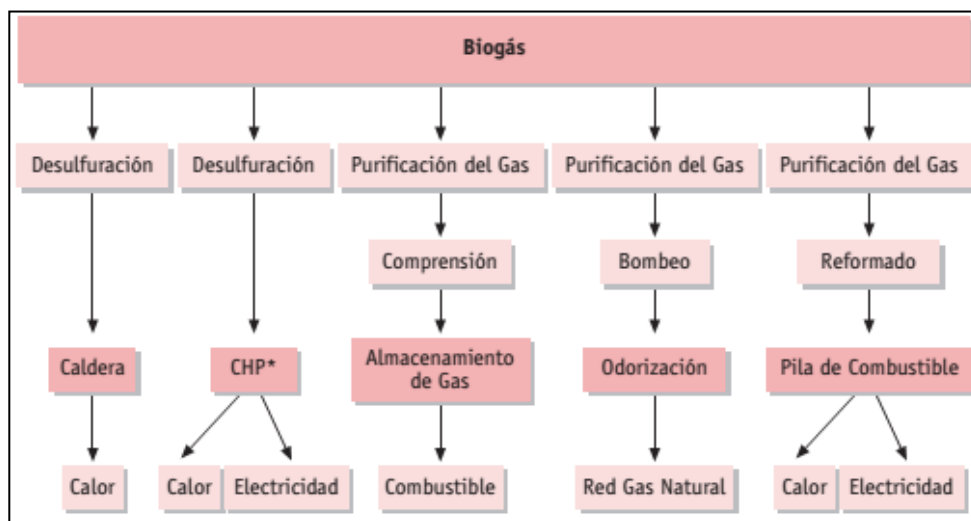 Biogás
Desulfuración
Desulfuración
Purificación del Gas
Purificación del Gas
Purificación del Gas
Comprensión
Bombeo
Reformado
Caldera
CHP*
Almacenamiento
de Gas
Odorización
Pila de Combustible
Calor
Calor
Electricidad
Combustible
Red Gas Natural
Calor
Electricidad